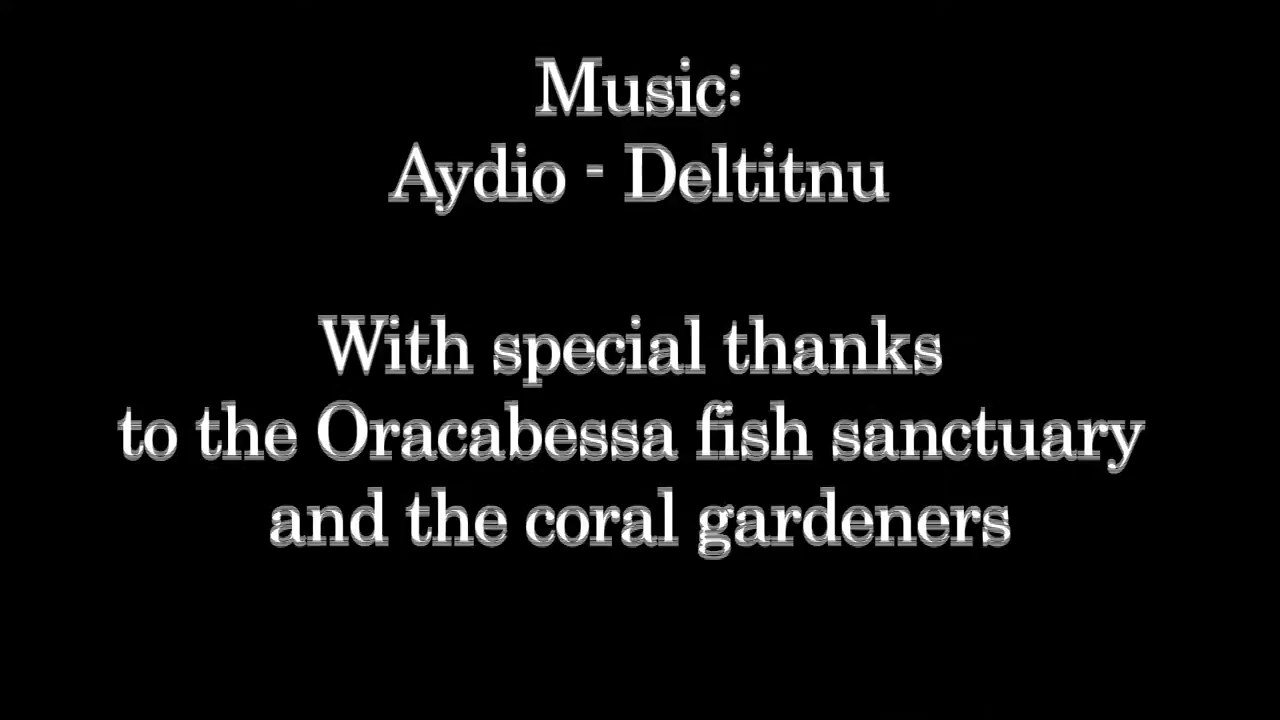 Music:
Aydio - Deltitnu
With special thanks
to the Oracabessa fish sanctuary
and the coral gardeners